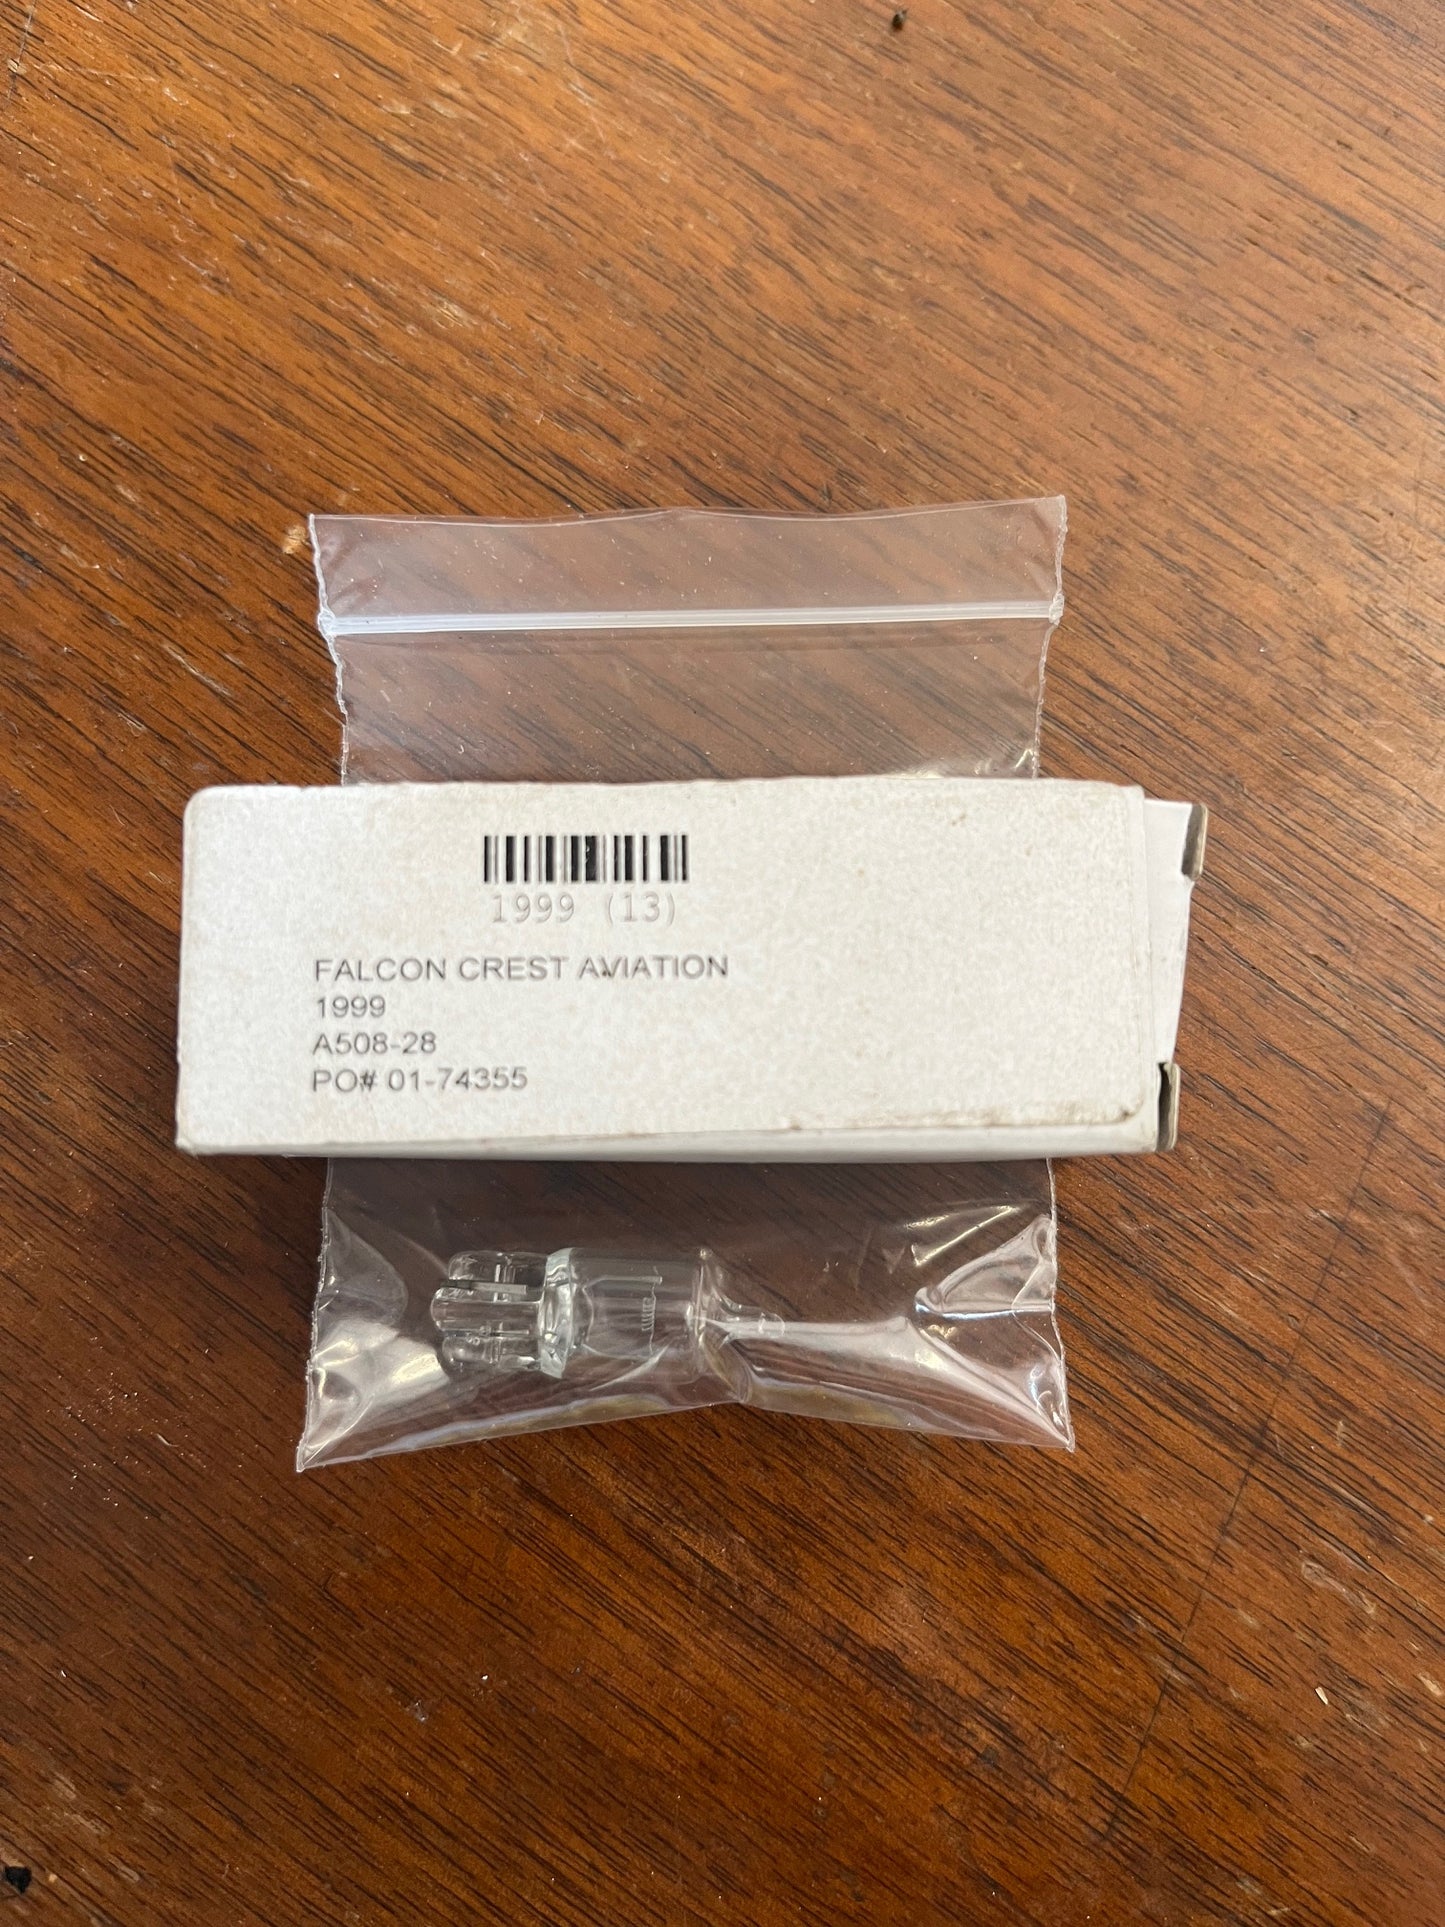 1999 (13)
FALCON CREST AVIATION
1999
A508-28
PO# 01-74355